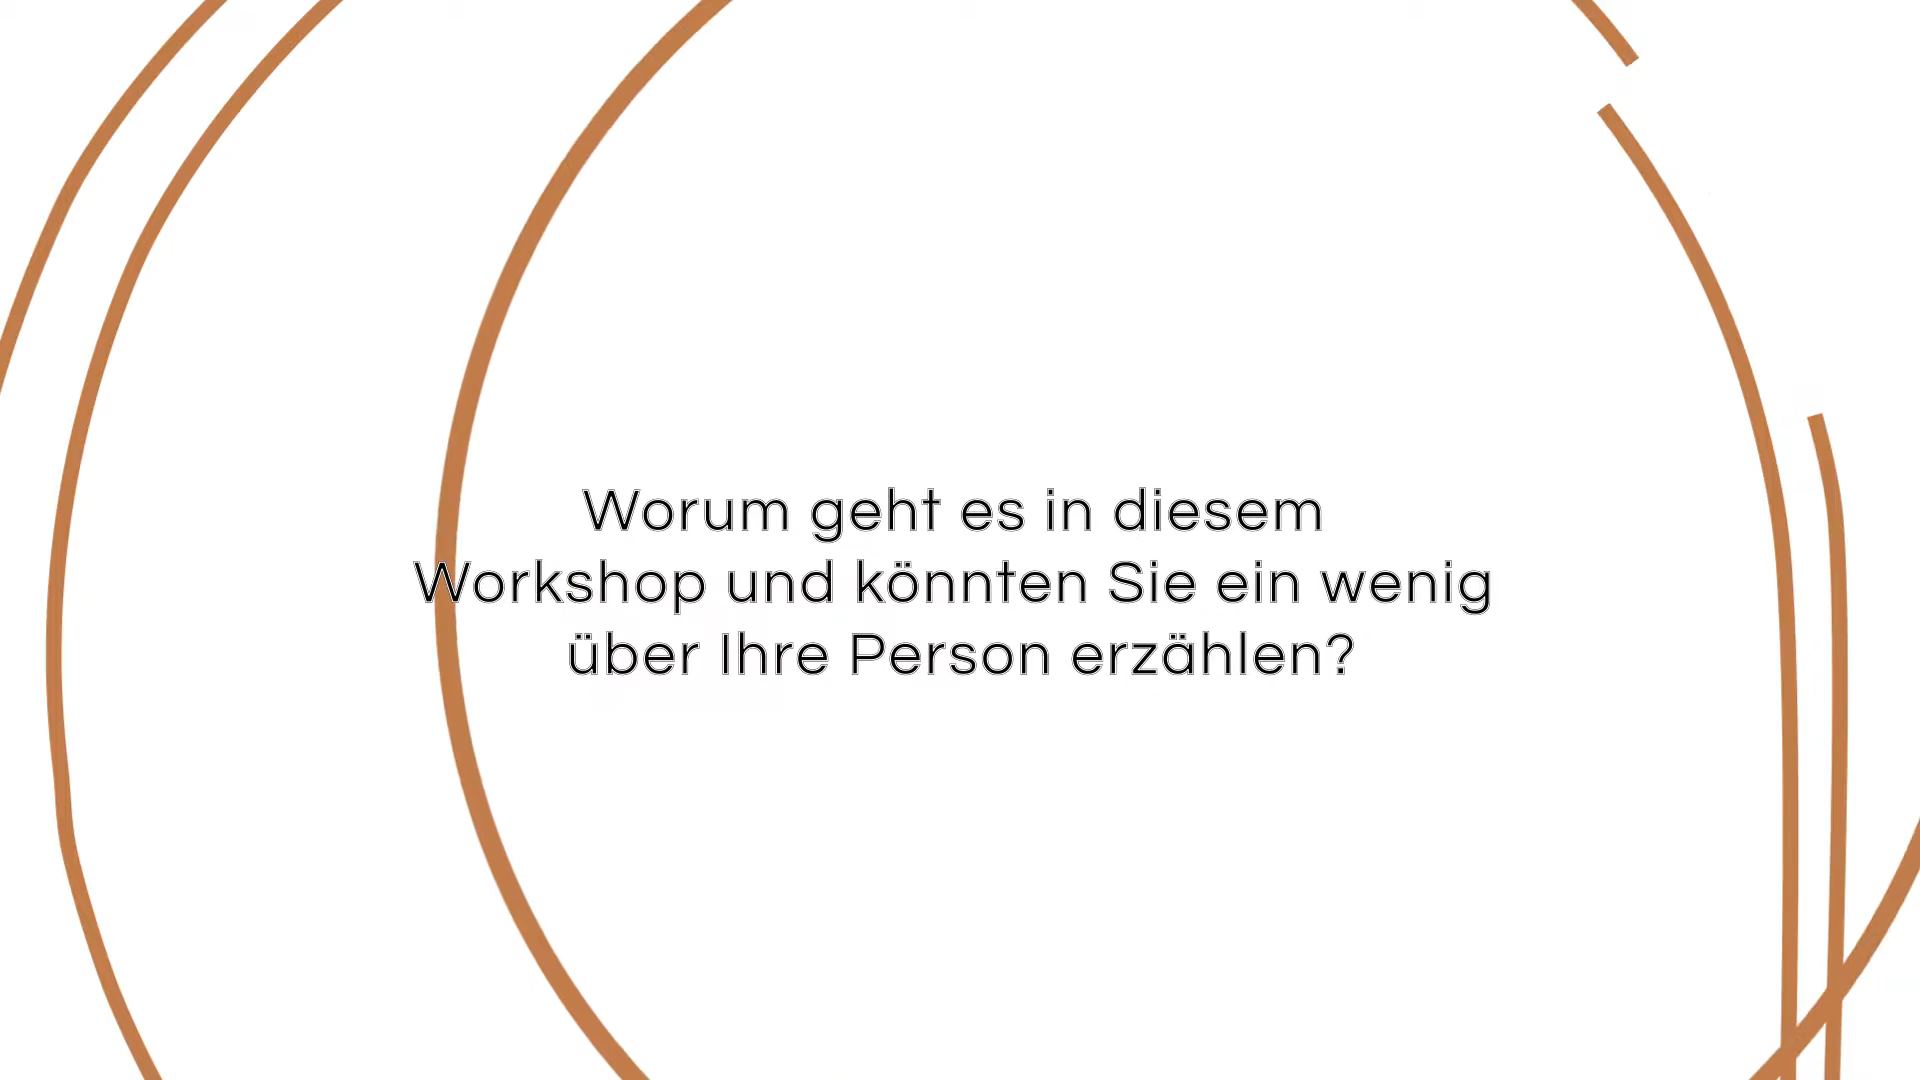 Worum geht es in diesem
Workshop und könnten Sie ein wenig
über Ihre Person erzählen?